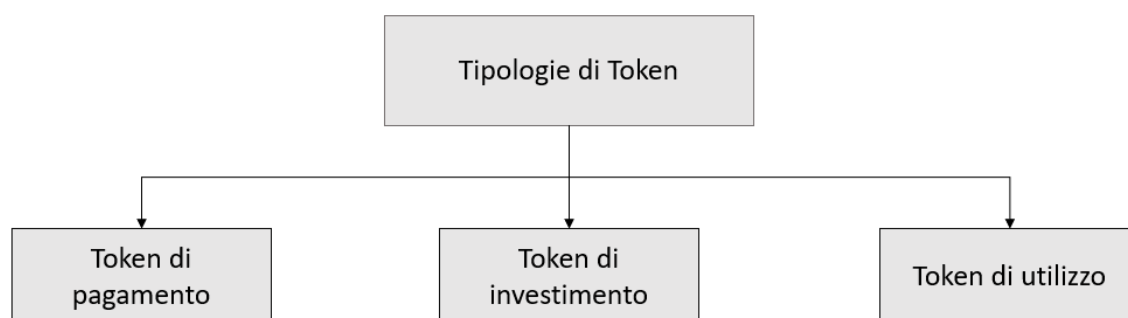 Tipologie di Token
Token di
pagamento
Token di
investimento
Token di utilizzo